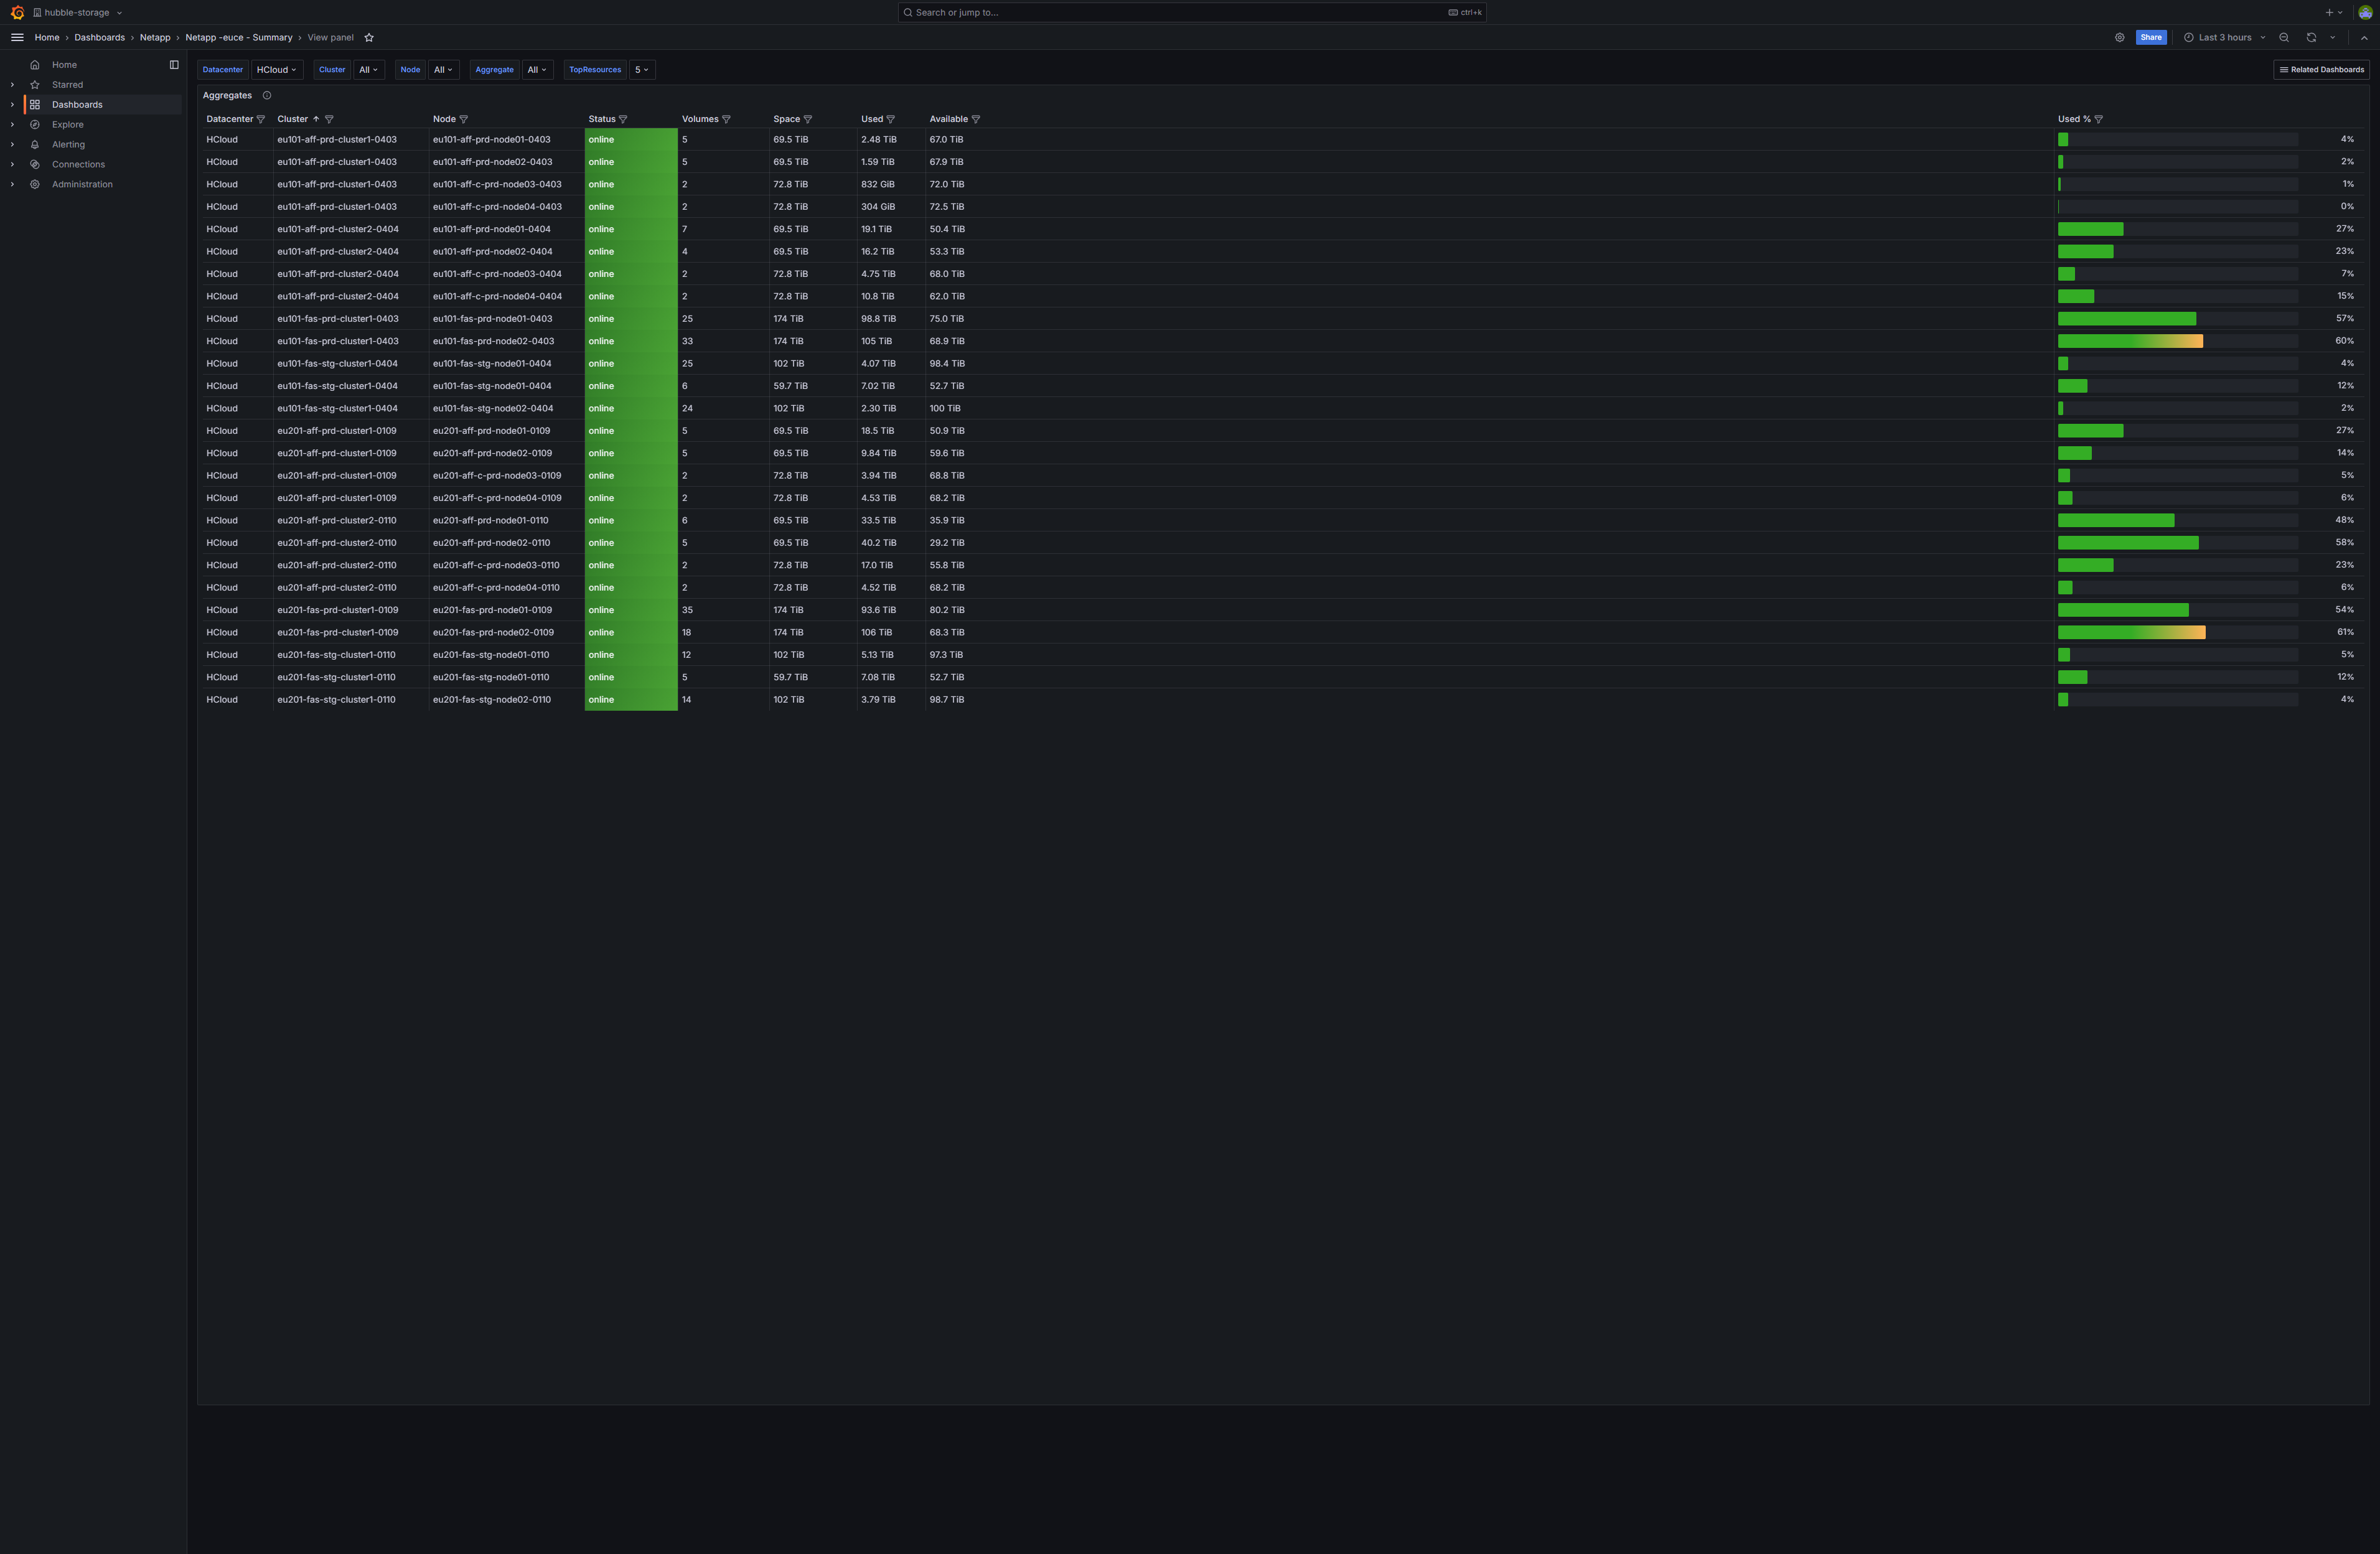 hubble-storage Search or jump to... ctrl+k
Home › Dashboards › Netapp › Netapp -euce - Summary › View panel Share Last 3 hours
Home
Starred
Dashboards
Explore
Alerting
Connections
Administration
Datacenter HCloud Cluster All Node All Aggregate All TopResources 5 Related Dashboards
Aggregates
Datacenter Cluster Node Status Volumes Space Used Available Used %
HCloud eu101-aff-prd-cluster1-0403 eu101-aff-prd-node01-0403 online 5 69.5 TiB 2.48 TiB 67.0 TiB 4%
HCloud eu101-aff-prd-cluster1-0403 eu101-aff-prd-node02-0403 online 5 69.5 TiB 1.59 TiB 67.9 TiB 2%
HCloud eu101-aff-prd-cluster1-0403 eu101-aff-c-prd-node03-0403 online 2 72.8 TiB 832 GiB 72.0 TiB 1%
HCloud eu101-aff-prd-cluster1-0403 eu101-aff-c-prd-node04-0403 online 2 72.8 TiB 304 GiB 72.5 TiB 0%
HCloud eu101-aff-prd-cluster2-0404 eu101-aff-prd-node01-0404 online 7 69.5 TiB 19.1 TiB 50.4 TiB 27%
HCloud eu101-aff-prd-cluster2-0404 eu101-aff-prd-node02-0404 online 4 69.5 TiB 16.2 TiB 53.3 TiB 23%
HCloud eu101-aff-prd-cluster2-0404 eu101-aff-c-prd-node03-0404 online 2 72.8 TiB 4.75 TiB 68.0 TiB 7%
HCloud eu101-aff-prd-cluster2-0404 eu101-aff-c-prd-node04-0404 online 2 72.8 TiB 10.8 TiB 62.0 TiB 15%
HCloud eu101-fas-prd-cluster1-0403 eu101-fas-prd-node01-0403 online 25 174 TiB 98.8 TiB 75.0 TiB 57%
HCloud eu101-fas-prd-cluster1-0403 eu101-fas-prd-node02-0403 online 33 174 TiB 105 TiB 68.9 TiB 60%
HCloud eu101-fas-stg-cluster1-0404 eu101-fas-stg-node01-0404 online 25 102 TiB 4.07 TiB 98.4 TiB 4%
HCloud eu101-fas-stg-cluster1-0404 eu101-fas-stg-node01-0404 online 6 59.7 TiB 7.02 TiB 52.7 TiB 12%
HCloud eu101-fas-stg-cluster1-0404 eu101-fas-stg-node02-0404 online 24 102 TiB 2.30 TiB 100 TiB 2%
HCloud eu201-aff-prd-cluster1-0109 eu201-aff-prd-node01-0109 online 5 69.5 TiB 18.5 TiB 50.9 TiB 27%
HCloud eu201-aff-prd-cluster1-0109 eu201-aff-prd-node02-0109 online 5 69.5 TiB 9.84 TiB 59.6 TiB 14%
HCloud eu201-aff-prd-cluster1-0109 eu201-aff-c-prd-node03-0109 online 2 72.8 TiB 3.94 TiB 68.8 TiB 5%
HCloud eu201-aff-prd-cluster1-0109 eu201-aff-c-prd-node04-0109 online 2 72.8 TiB 4.53 TiB 68.2 TiB 6%
HCloud eu201-aff-prd-cluster2-0110 eu201-aff-prd-node01-0110 online 6 69.5 TiB 33.5 TiB 35.9 TiB 48%
HCloud eu201-aff-prd-cluster2-0110 eu201-aff-prd-node02-0110 online 5 69.5 TiB 40.2 TiB 29.2 TiB 58%
HCloud eu201-aff-prd-cluster2-0110 eu201-aff-c-prd-node03-0110 online 2 72.8 TiB 17.0 TiB 55.8 TiB 23%
HCloud eu201-aff-prd-cluster2-0110 eu201-aff-c-prd-node04-0110 online 2 72.8 TiB 4.52 TiB 68.2 TiB 6%
HCloud eu201-fas-prd-cluster1-0109 eu201-fas-prd-node01-0109 online 35 174 TiB 93.6 TiB 80.2 TiB 54%
HCloud eu201-fas-prd-cluster1-0109 eu201-fas-prd-node02-0109 online 18 174 TiB 106 TiB 68.3 TiB 61%
HCloud eu201-fas-stg-cluster1-0110 eu201-fas-stg-node01-0110 online 12 102 TiB 5.13 TiB 97.3 TiB 5%
HCloud eu201-fas-stg-cluster1-0110 eu201-fas-stg-node01-0110 online 5 59.7 TiB 7.08 TiB 52.7 TiB 12%
HCloud eu201-fas-stg-cluster1-0110 eu201-fas-stg-node02-0110 online 14 102 TiB 3.79 TiB 98.7 TiB 4%